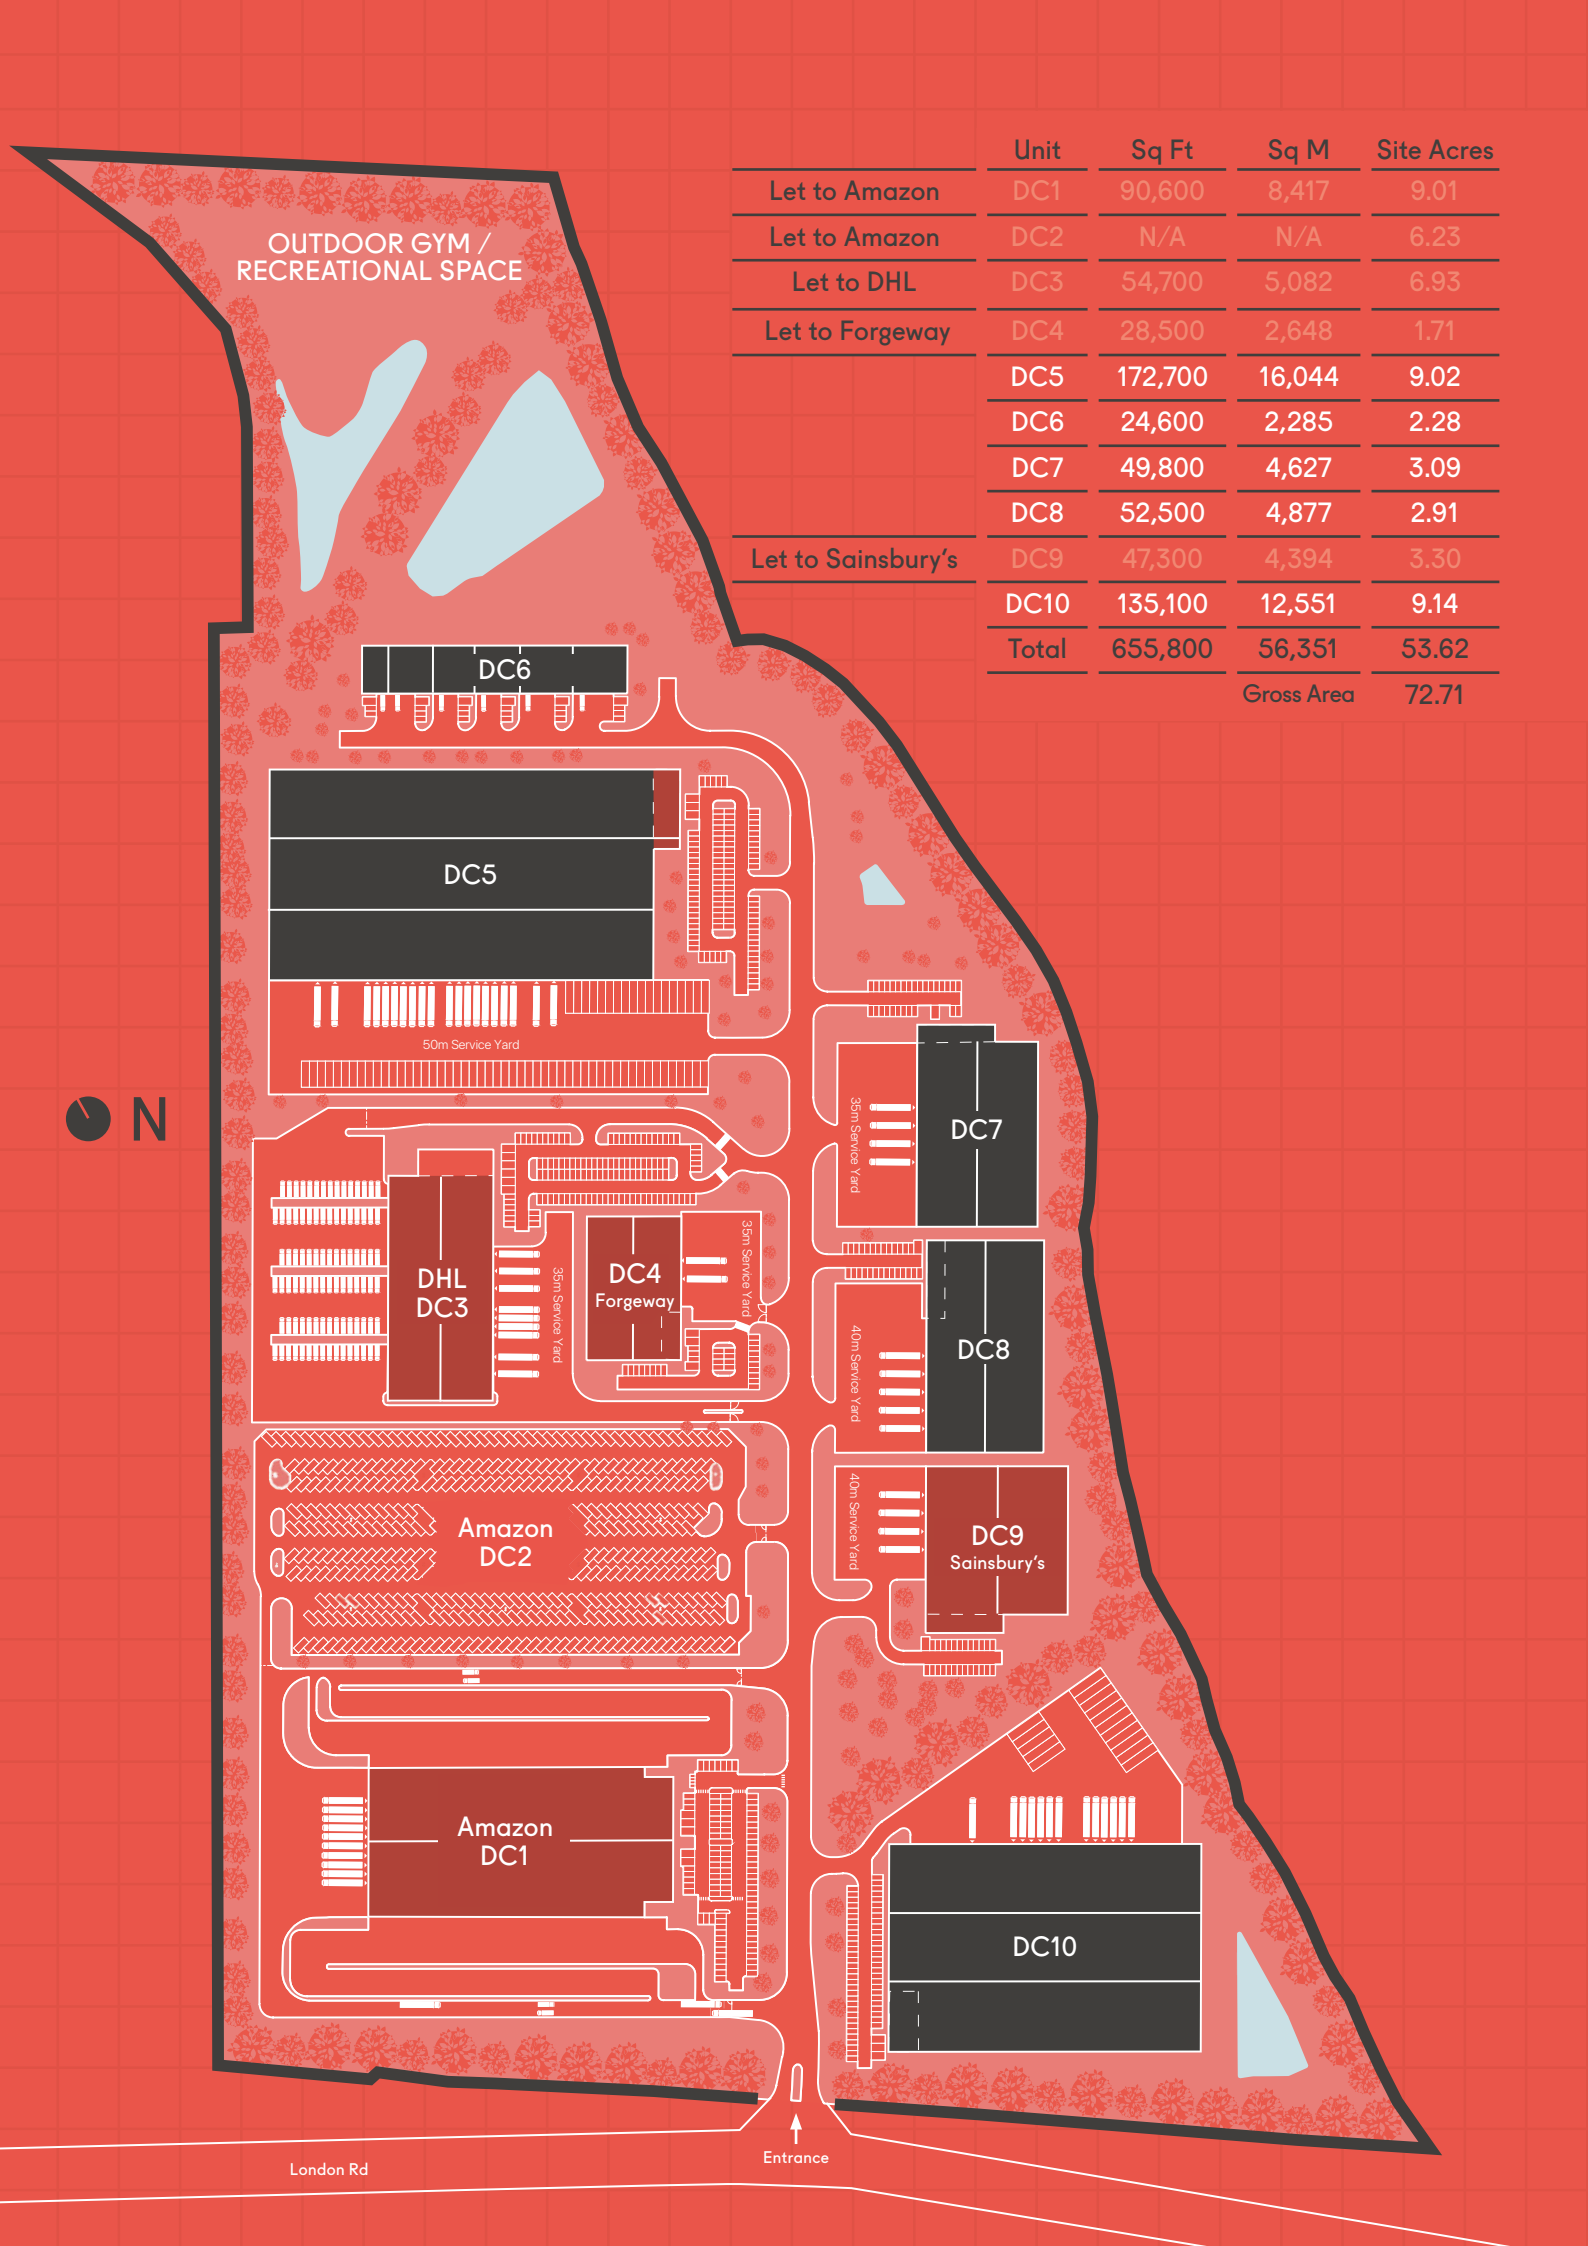 Unit Sq Ft Sq M Site Acres
Let to Amazon DC1 90,600 8,417 9.01
Let to Amazon DC2 N/A N/A 6.23
Let to DHL DC3 54,700 5,082 6.93
Let to Forgeway DC4 28,500 2,648 1.71
DC5 172,700 16,044 9.02
DC6 24,600 2,285 2.28
DC7 49,800 4,627 3.09
DC8 52,500 4,877 2.91
Let to Sainsbury's DC9 47,300 4,394 3.30
DC10 135,100 12,551 9.14
Total 655,800 56,351 53.62
Gross Area 72.71
OUTDOOR GYM /
RECREATIONAL SPACE
DC6
DC5
50m Service Yard
N
DC7
35m Service Yard
DHL
DC3
35m Service Yard
DC4
Forgeway
35m Service Yard
DC8
40m Service Yard
Amazon
DC2
DC9
Sainsbury's
40m Service Yard
Amazon
DC1
DC10
Entrance
London Rd